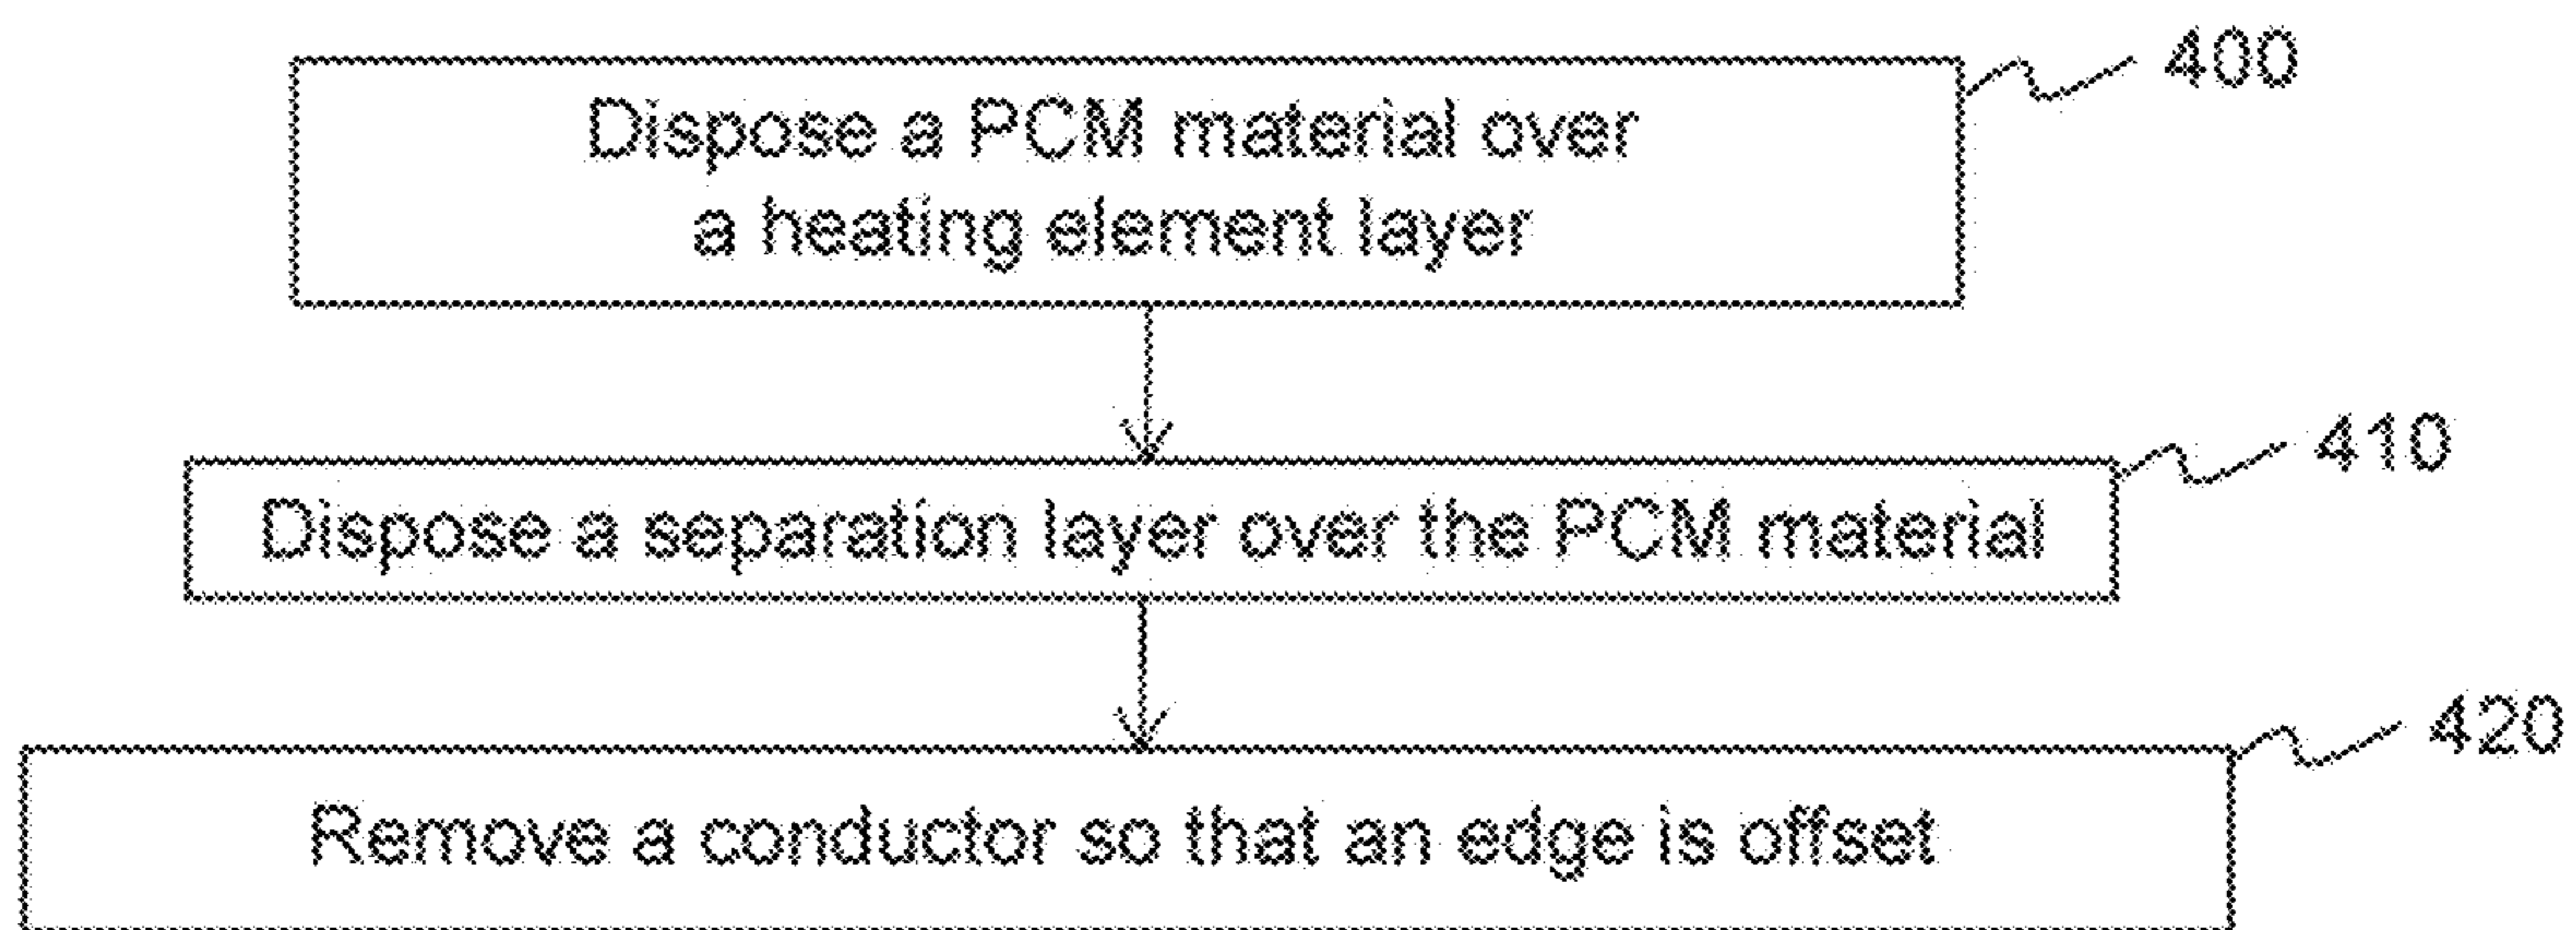 400
Dispose a PCM material over
a heating element layer
410
Dispose a separation layer over the PCM material
420
Remove a conductor so that an edge is offset